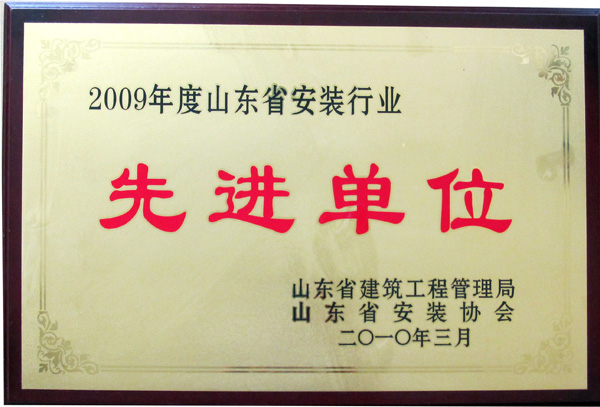 2009年度山东省安装行业
先进单位
山东省建筑工程管理局
山东省安装协会
二〇一〇年三月